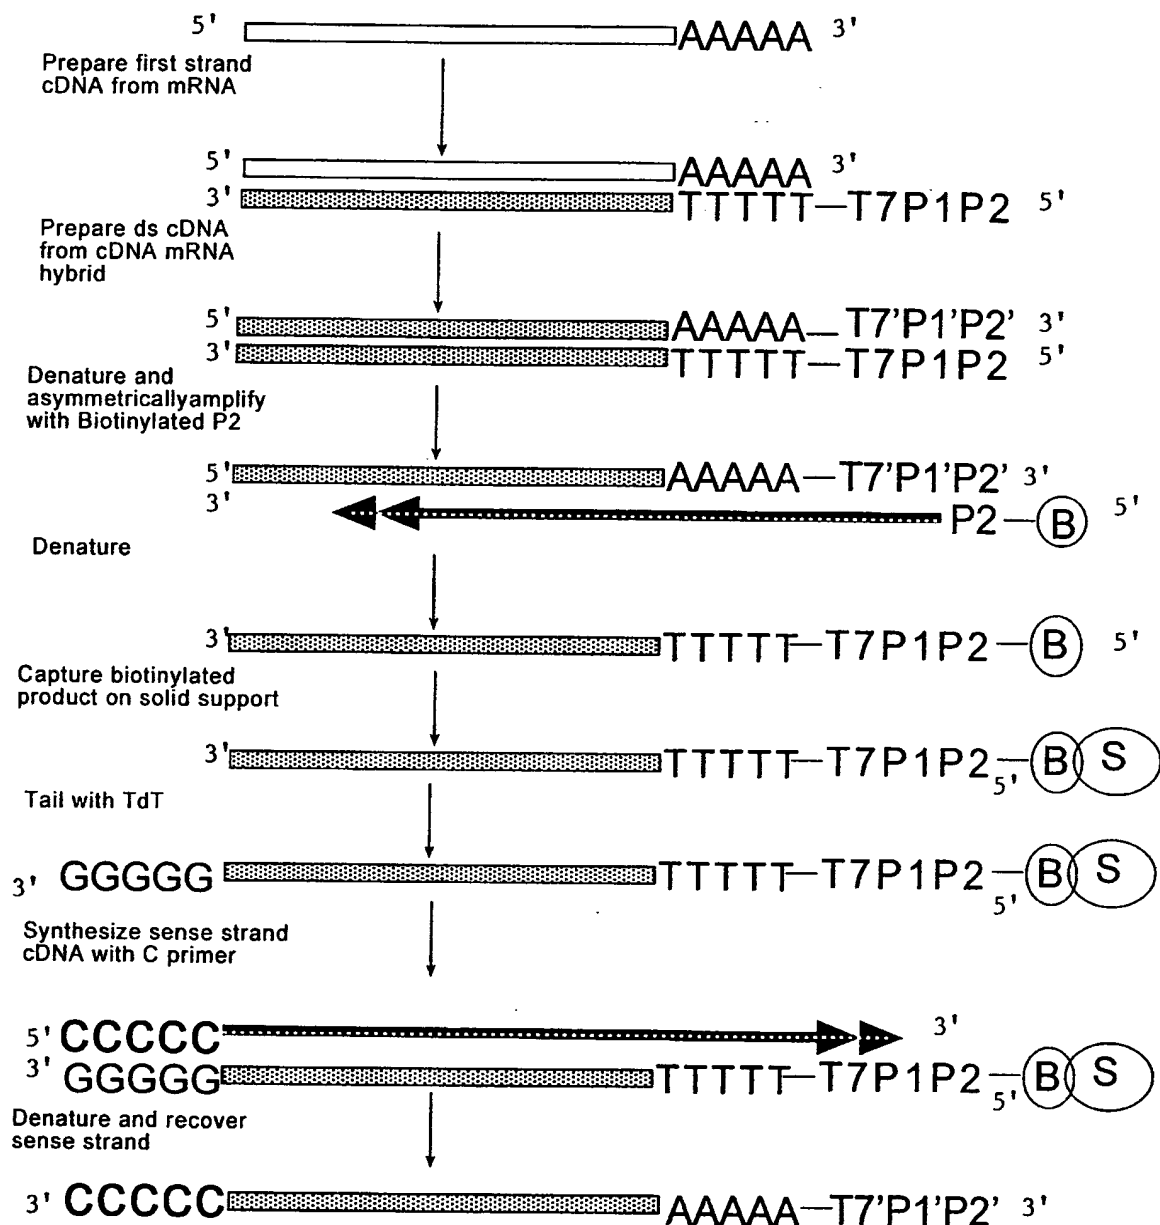 5' AAAAA 3'
Prepare first strand
cDNA from mRNA
5' AAAAA 3'
3' TTTTT—T7P1P2 5'
Prepare ds cDNA
from cDNA mRNA
hybrid
5' AAAAA—T7'P1'P2' 3'
3' TTTTT—T7P1P2 5'
Denature and
asymmetricallyamplify
with Biotinylated P2
5' AAAAA—T7'P1'P2' 3'
3' P2—B 5'
Denature
3' TTTTT—T7P1P2—B 5'
Capture biotinylated
product on solid support
3' TTTTT—T7P1P2 5'—B S
Tail with TdT
3' GGGGG TTTTT—T7P1P2 5'—B S
Synthesize sense strand
cDNA with C primer
5' CCCCC 3'
3' GGGGG TTTTT—T7P1P2 5'—B S
Denature and recover
sense strand
3' CCCCC AAAAA—T7'P1'P2' 3'